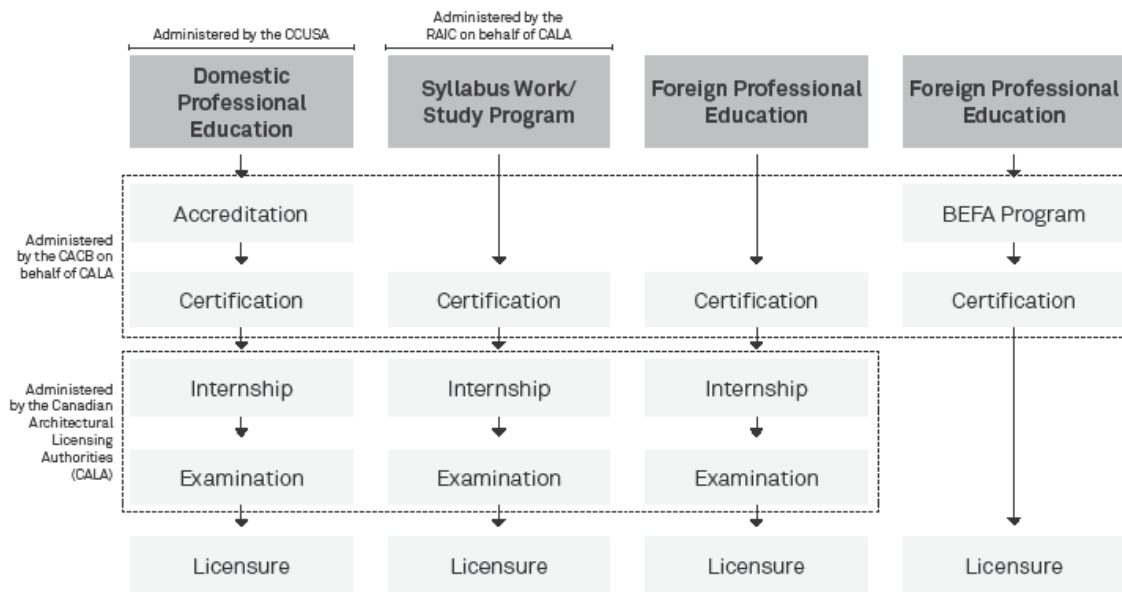 Administered by the CCUSA
Administered by the
RAIC on behalf of CALA
Domestic
Professional
Education
Syllabus Work/
Study Program
Foreign Professional
Education
Foreign Professional
Education
Administered
by the CACB on
behalf of CALA
Accreditation
BEFA Program
Certification
Certification
Certification
Certification
Administered
by the Canadian
Architectural
Licensing
Authorities
(CALA)
Internship
Internship
Internship
Examination
Examination
Examination
Licensure
Licensure
Licensure
Licensure